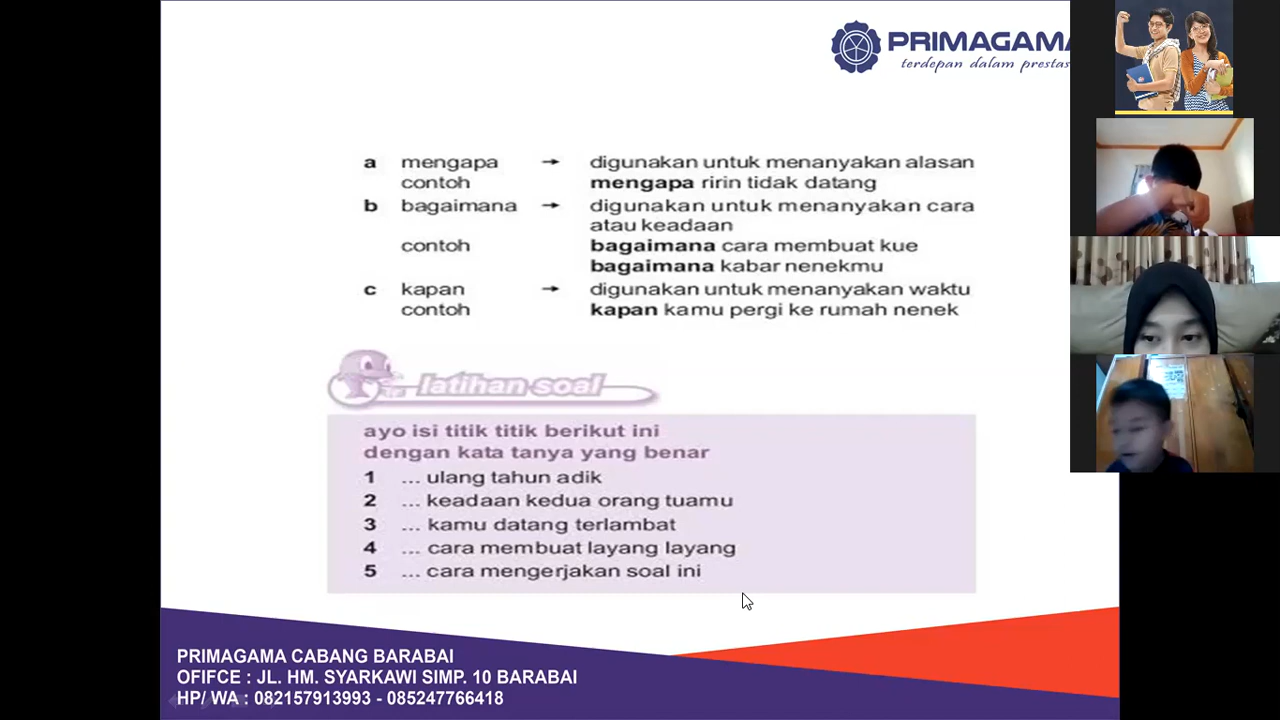 PRIMAGAMA
terdepan dalam prestas
a mengapa → digunakan untuk menanyakan alasan
contoh mengapa ririn tidak datang
b bagaimana → digunakan untuk menanyakan cara
atau keadaan
contoh bagaimana cara membuat kue
bagaimana kabar nenekmu
c kapan → digunakan untuk menanyakan waktu
contoh kapan kamu pergi ke rumah nenek
latihan soal
ayo isi titik titik berikut ini
dengan kata tanya yang benar
1 ... ulang tahun adik
2 ... keadaan kedua orang tuamu
3 ... kamu datang terlambat
4 ... cara membuat layang layang
5 ... cara mengerjakan soal ini
PRIMAGAMA CABANG BARABAI
OFIFCE : JL. HM. SYARKAWI SIMP. 10 BARABAI
HP/ WA : 082157913993 - 085247766418